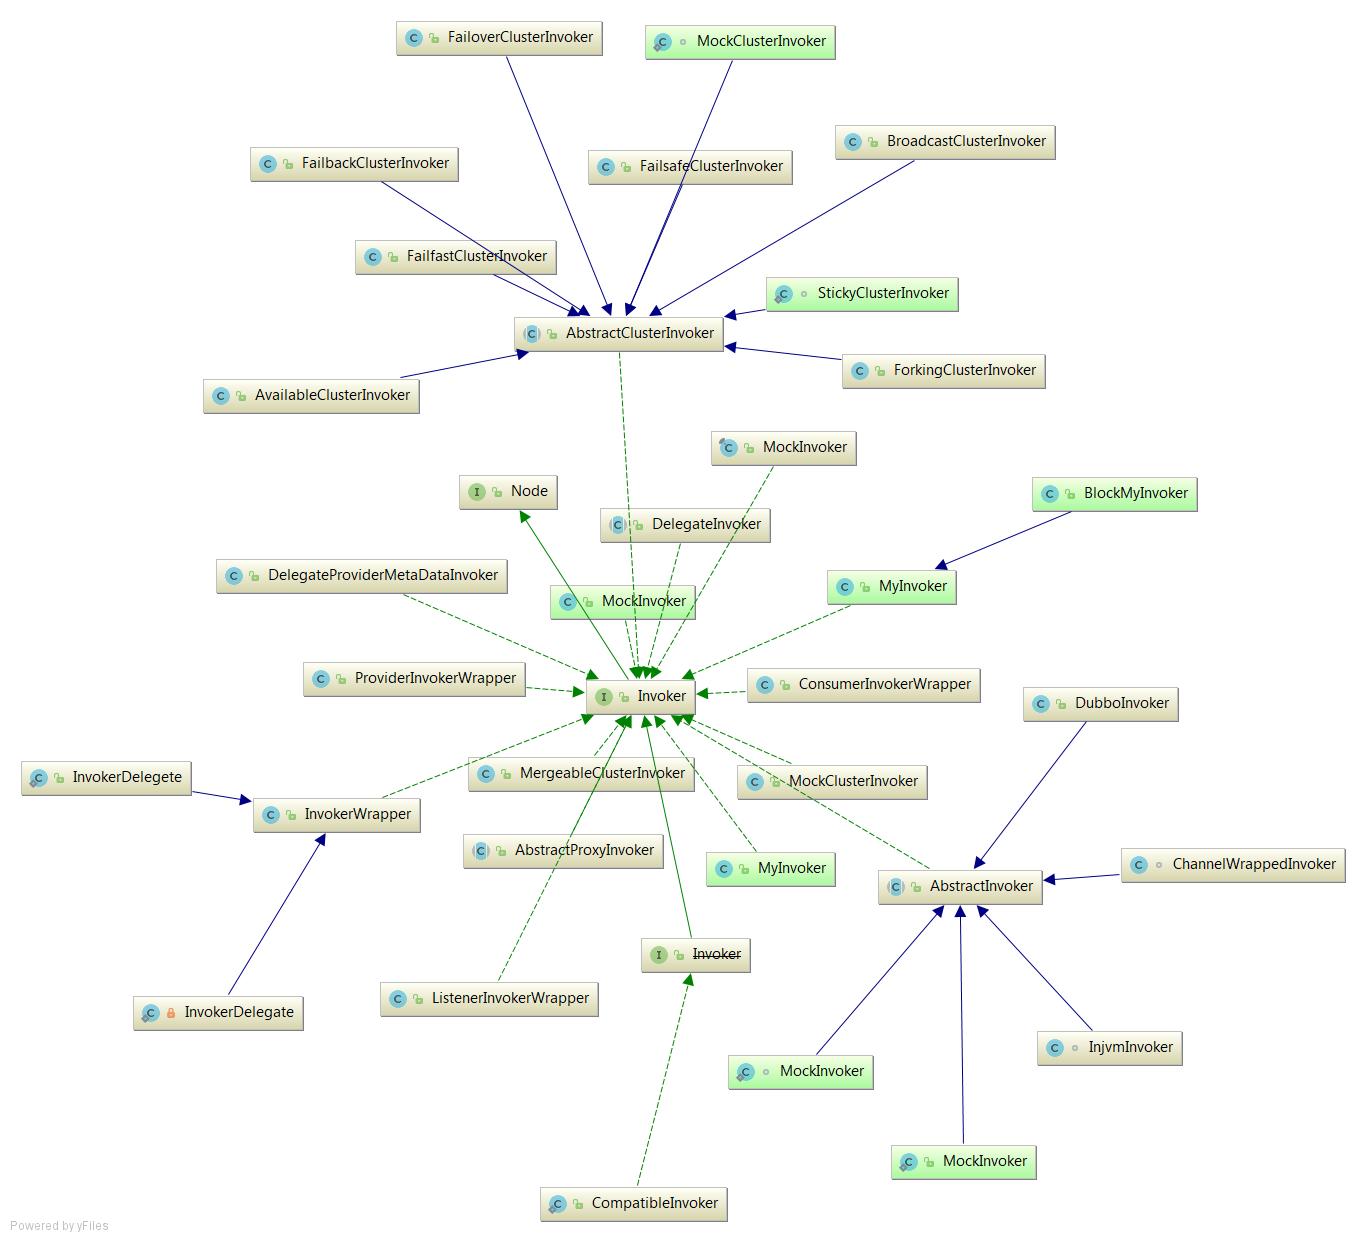 FailoverClusterInvoker
MockClusterInvoker
BroadcastClusterInvoker
FailbackClusterInvoker
FailsafeClusterInvoker
FailfastClusterInvoker
StickyClusterInvoker
AbstractClusterInvoker
ForkingClusterInvoker
AvailableClusterInvoker
MockInvoker
Node
BlockMyInvoker
DelegateInvoker
DelegateProviderMetaDataInvoker
MyInvoker
MockInvoker
ProviderInvokerWrapper
ConsumerInvokerWrapper
Invoker
DubboInvoker
InvokerDelegete
MergeableClusterInvoker
MockClusterInvoker
InvokerWrapper
AbstractProxyInvoker
MyInvoker
ChannelWrappedInvoker
AbstractInvoker
Invoker
ListenerInvokerWrapper
InvokerDelegate
InjvmInvoker
MockInvoker
MockInvoker
CompatibleInvoker
Powered by yFiles